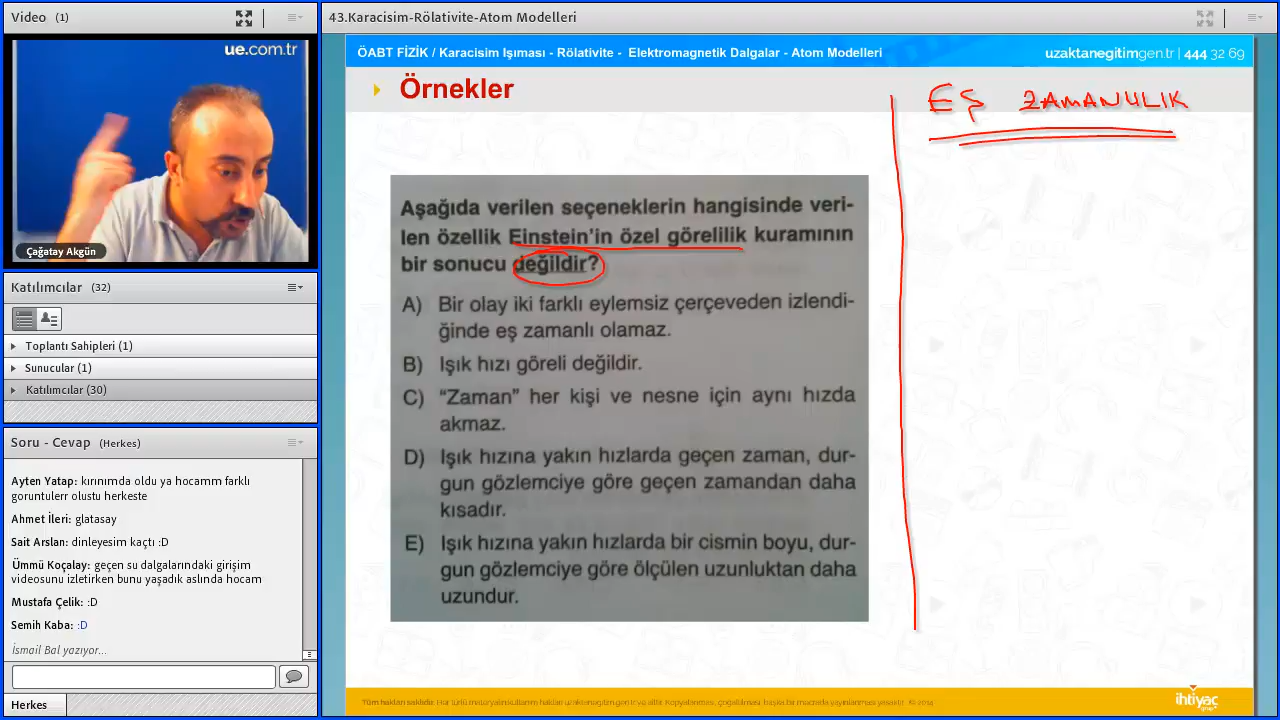 Video (1)
ue.com.tr
Çağatay Akgün
Katılımcılar (32)
Toplantı Sahipleri (1)
Sunucular (1)
Katılımcılar (30)
Soru - Cevap (Herkes)
Ayten Yatap: kırınımda oldu ya hocamm farklı
goruntulerr olustu herkeste
Ahmet İleri: glatasay
Sait Arslan: dinleyesim kaçtı :D
Ümmü Koçalay: geçen su dalgalarındaki girişim
videosunu izletirken bunu yaşadık aslında hocam
Mustafa Çelik: :D
Semih Kaba: :D
İsmail Bal yazıyor...
Herkes
43.Karacisim-Rölativite-Atom Modelleri
ÖABT FİZİK / Karacisim Işıması - Rölativite - Elektromagnetik Dalgalar - Atom Modelleri
uzaktanegitimgen.tr | 444 32 69
Örnekler
EŞ ZAMANLILIK
Aşağıda verilen seçeneklerin hangisinde veri-
len özellik Einstein'in özel görelilik kuramının
bir sonucu değildir?
A) Bir olay iki farklı eylemsiz çerçeveden izlendi-
ğinde eş zamanlı olamaz.
B) Işık hızı göreli değildir.
C) "Zaman" her kişi ve nesne için aynı hızda
akmaz.
D) Işık hızına yakın hızlarda geçen zaman, dur-
gun gözlemciye göre geçen zamandan daha
kısadır.
E) Işık hızına yakın hızlarda bir cismin boyu, dur-
gun gözlemciye göre ölçülen uzunluktan daha
uzundur.
Tüm hakları saklıdır.
ihtiyaç